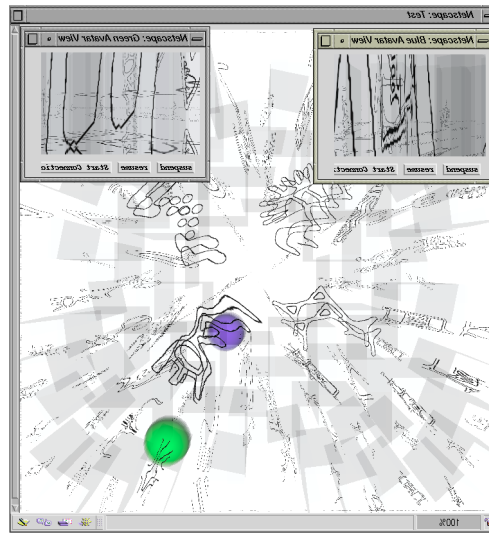 Netscape: Test
Netscape: Blue Avatar View
suspend resume Start Connect:
Netscape: Green Avatar View
suspend resume Start Connectio
100%